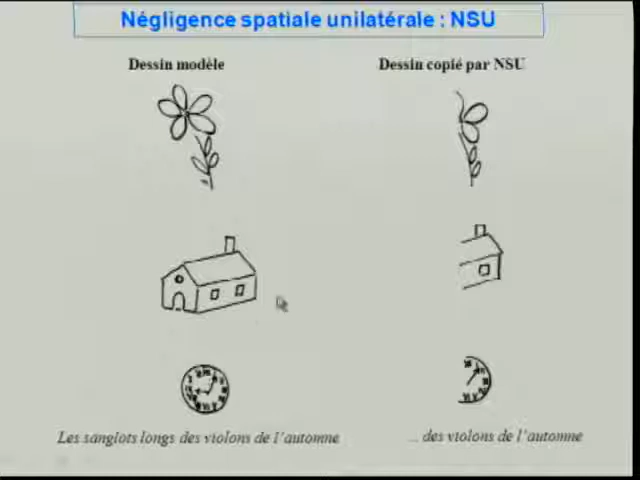 Négligence spatiale unilatérale : NSU
Dessin modèle
Dessin copié par NSU
Les sanglots longs des violons de l'automne
... des violons de l'automne